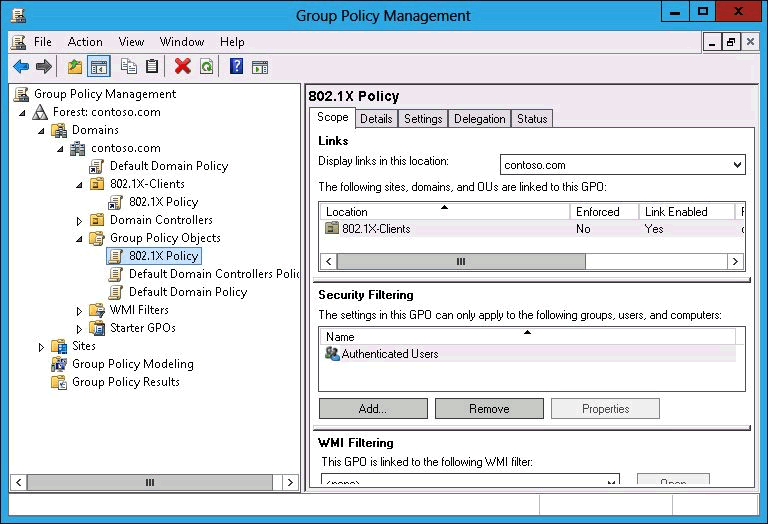 Group Policy Management
File Action View Window Help
Group Policy Management
Forest: contoso.com
Domains
contoso.com
Default Domain Policy
802.1X-Clients
802.1X Policy
Domain Controllers
Group Policy Objects
802.1X Policy
Default Domain Controllers Polic
Default Domain Policy
WMI Filters
Starter GPOs
Sites
Group Policy Modeling
Group Policy Results
802.1X Policy
Scope Details Settings Delegation Status
Links
Display links in this location: contoso.com
The following sites, domains, and OUs are linked to this GPO:
Location Enforced Link Enabled
802.1X-Clients No Yes
Security Filtering
The settings in this GPO can only apply to the following groups, users, and computers:
Name
Authenticated Users
Add... Remove Properties
WMI Filtering
This GPO is linked to the following WMI filter:
<none> Open